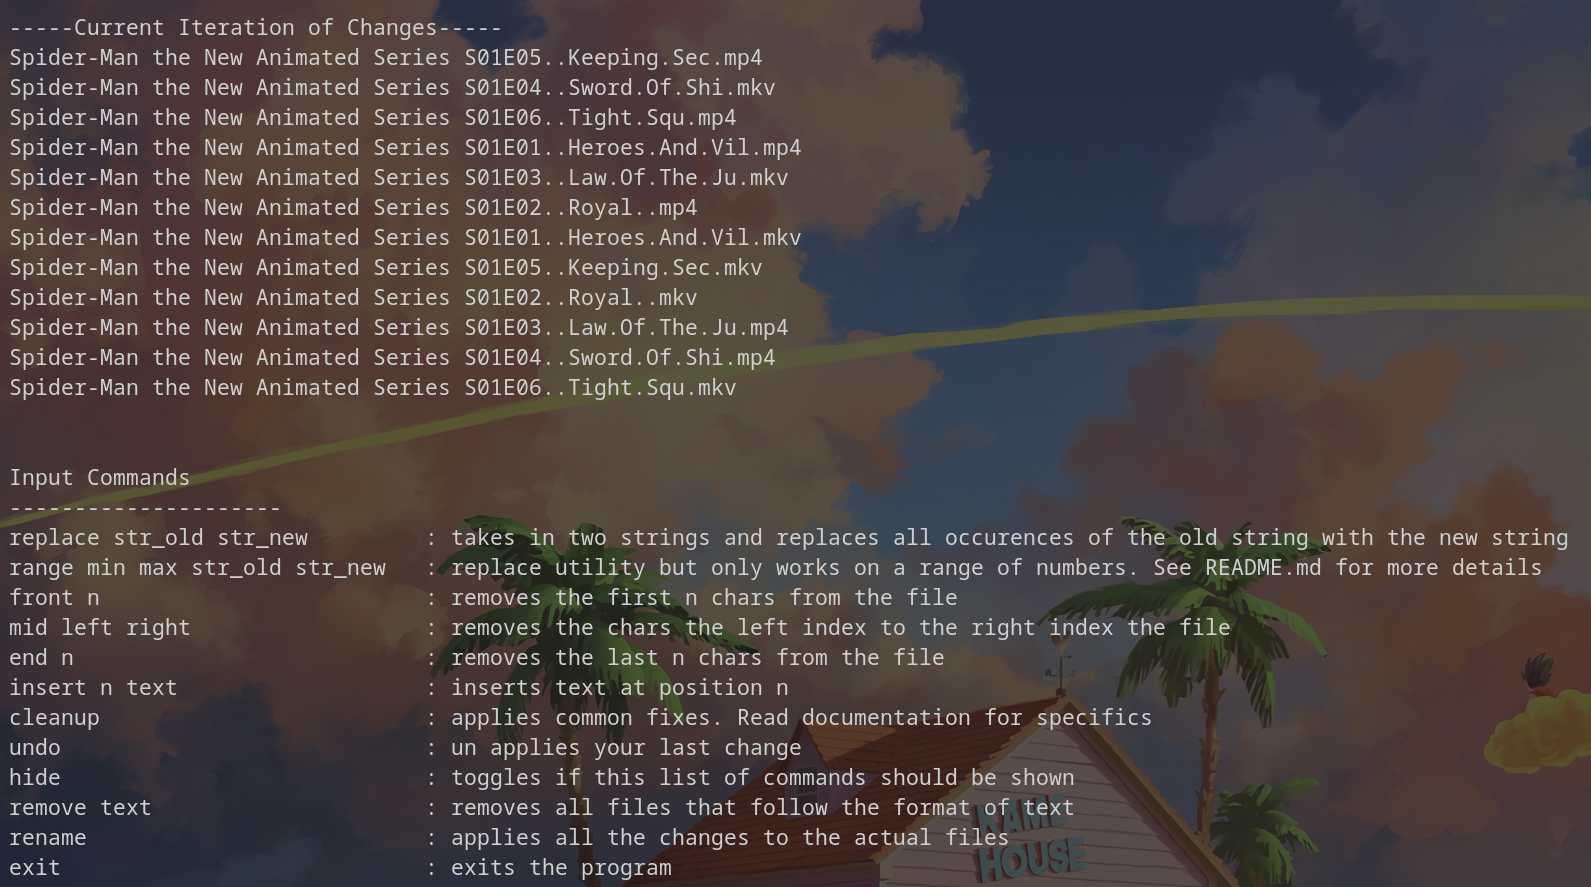 -----Current Iteration of Changes-----
Spider-Man the New Animated Series S01E05..Keeping.Sec.mp4
Spider-Man the New Animated Series S01E04..Sword.Of.Shi.mkv
Spider-Man the New Animated Series S01E06..Tight.Squ.mp4
Spider-Man the New Animated Series S01E01..Heroes.And.Vil.mp4
Spider-Man the New Animated Series S01E03..Law.Of.The.Ju.mkv
Spider-Man the New Animated Series S01E02..Royal..mp4
Spider-Man the New Animated Series S01E01..Heroes.And.Vil.mkv
Spider-Man the New Animated Series S01E05..Keeping.Sec.mkv
Spider-Man the New Animated Series S01E02..Royal..mkv
Spider-Man the New Animated Series S01E03..Law.Of.The.Ju.mp4
Spider-Man the New Animated Series S01E04..Sword.Of.Shi.mp4
Spider-Man the New Animated Series S01E06..Tight.Squ.mkv
Input Commands
---------------------
replace str_old str_new : takes in two strings and replaces all occurences of the old string with the new string
range min max str_old str_new : replace utility but only works on a range of numbers. See README.md for more details
front n : removes the first n chars from the file
mid left right : removes the chars the left index to the right index the file
end n : removes the last n chars from the file
insert n text : inserts text at position n
cleanup : applies common fixes. Read documentation for specifics
undo : un applies your last change
hide : toggles if this list of commands should be shown
remove text : removes all files that follow the format of text
rename : applies all the changes to the actual files
exit : exits the program
KAME
HOUSE